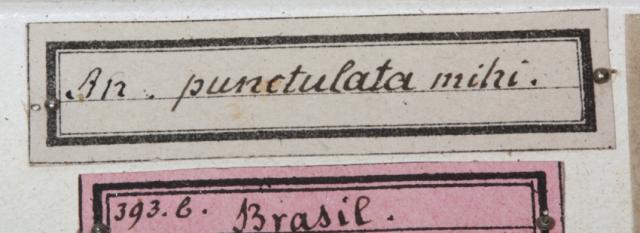 An. punctulata mihi.
393.b. Brasil.